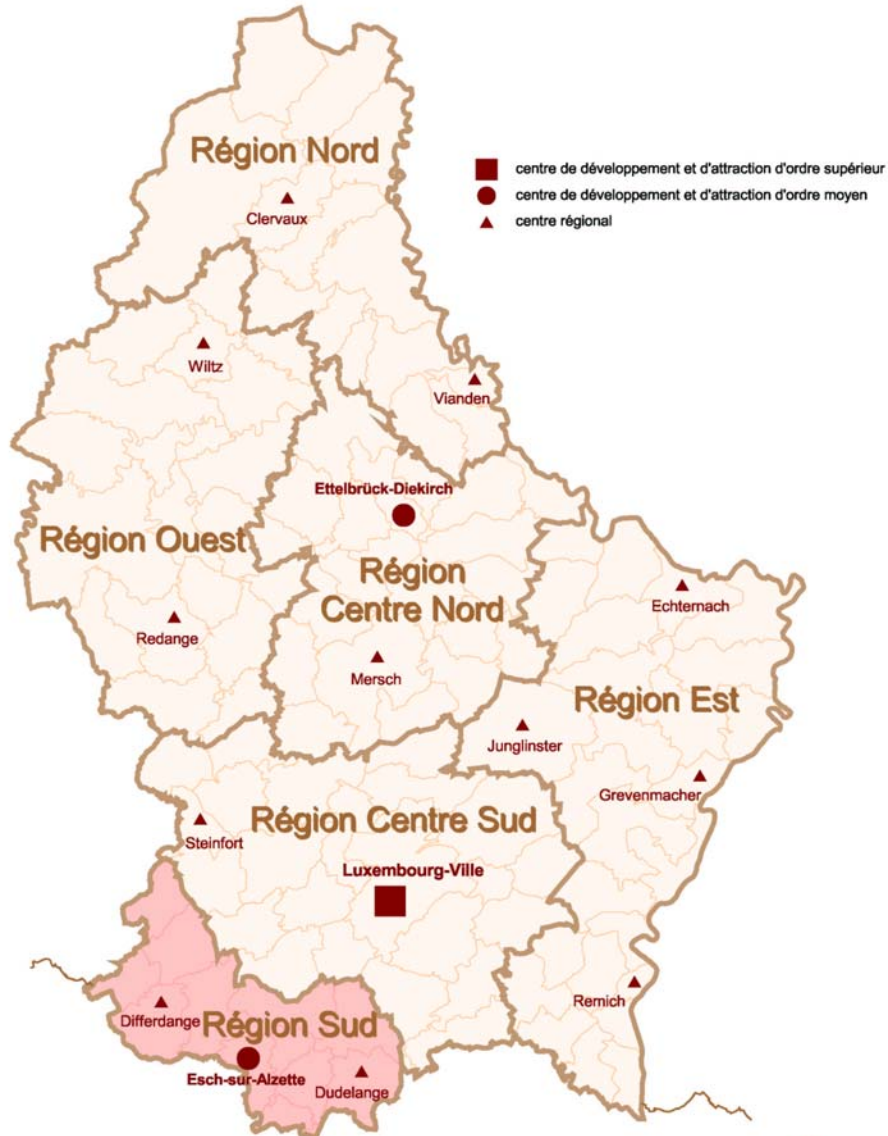 Région Nord
centre de développement et d'attraction d'ordre supérieur
centre de développement et d'attraction d'ordre moyen
centre régional
Clervaux
Wiltz
Vianden
Ettelbrück-Diekirch
Région Ouest
Région
Centre Nord
Echternach
Redange
Mersch
Région Est
Junglinster
Grevenmacher
Région Centre Sud
Steinfort
Luxembourg-Ville
Remich
Differdange
Région Sud
Esch-sur-Alzette
Dudelange